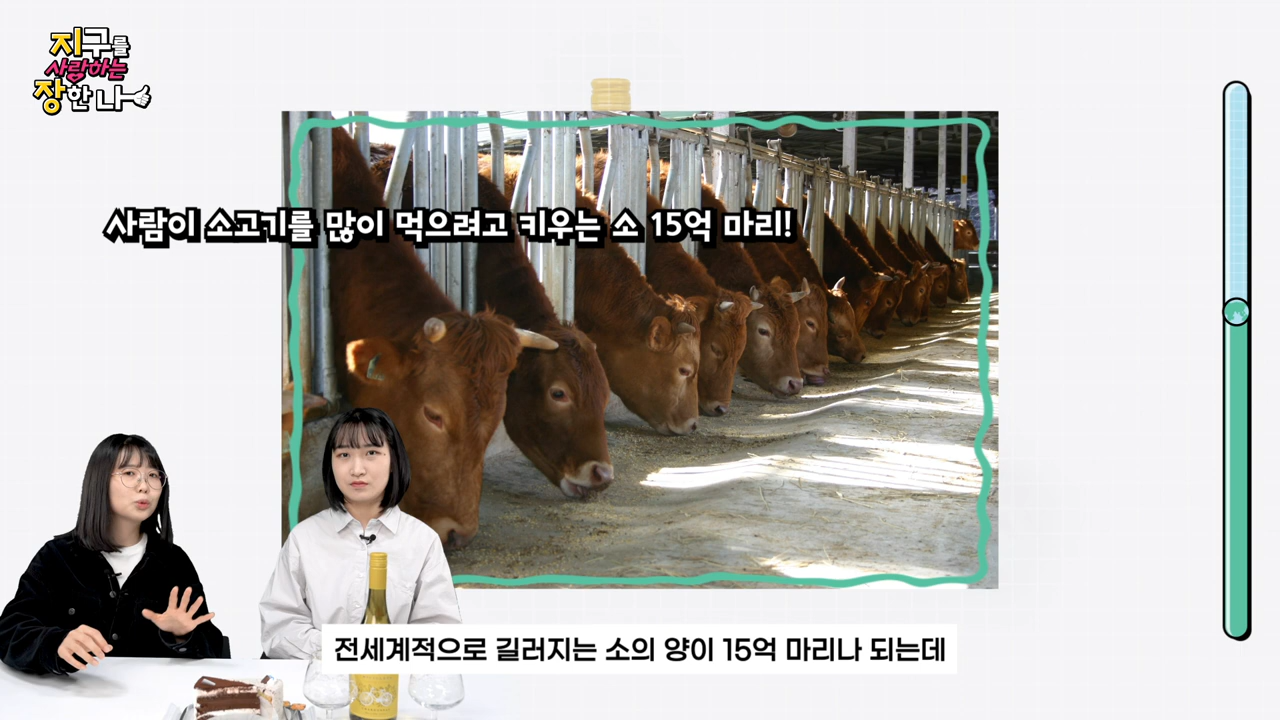 지구를
사랑하는
장한 나
사람이 소고기를 많이 먹으려고 키우는 소 15억 마리!
전세계적으로 길러지는 소의 양이 15억 마리나 되는데